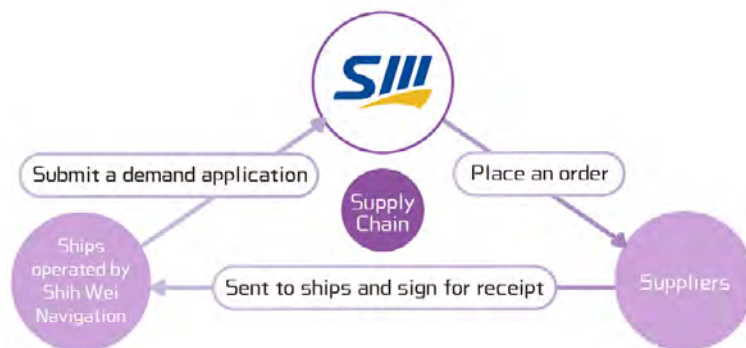 SW
Submit a demand application
Place an order
Supply
Chain
Ships
operated by
Shih Wei
Navigation
Sent to ships and sign for receipt
Suppliers